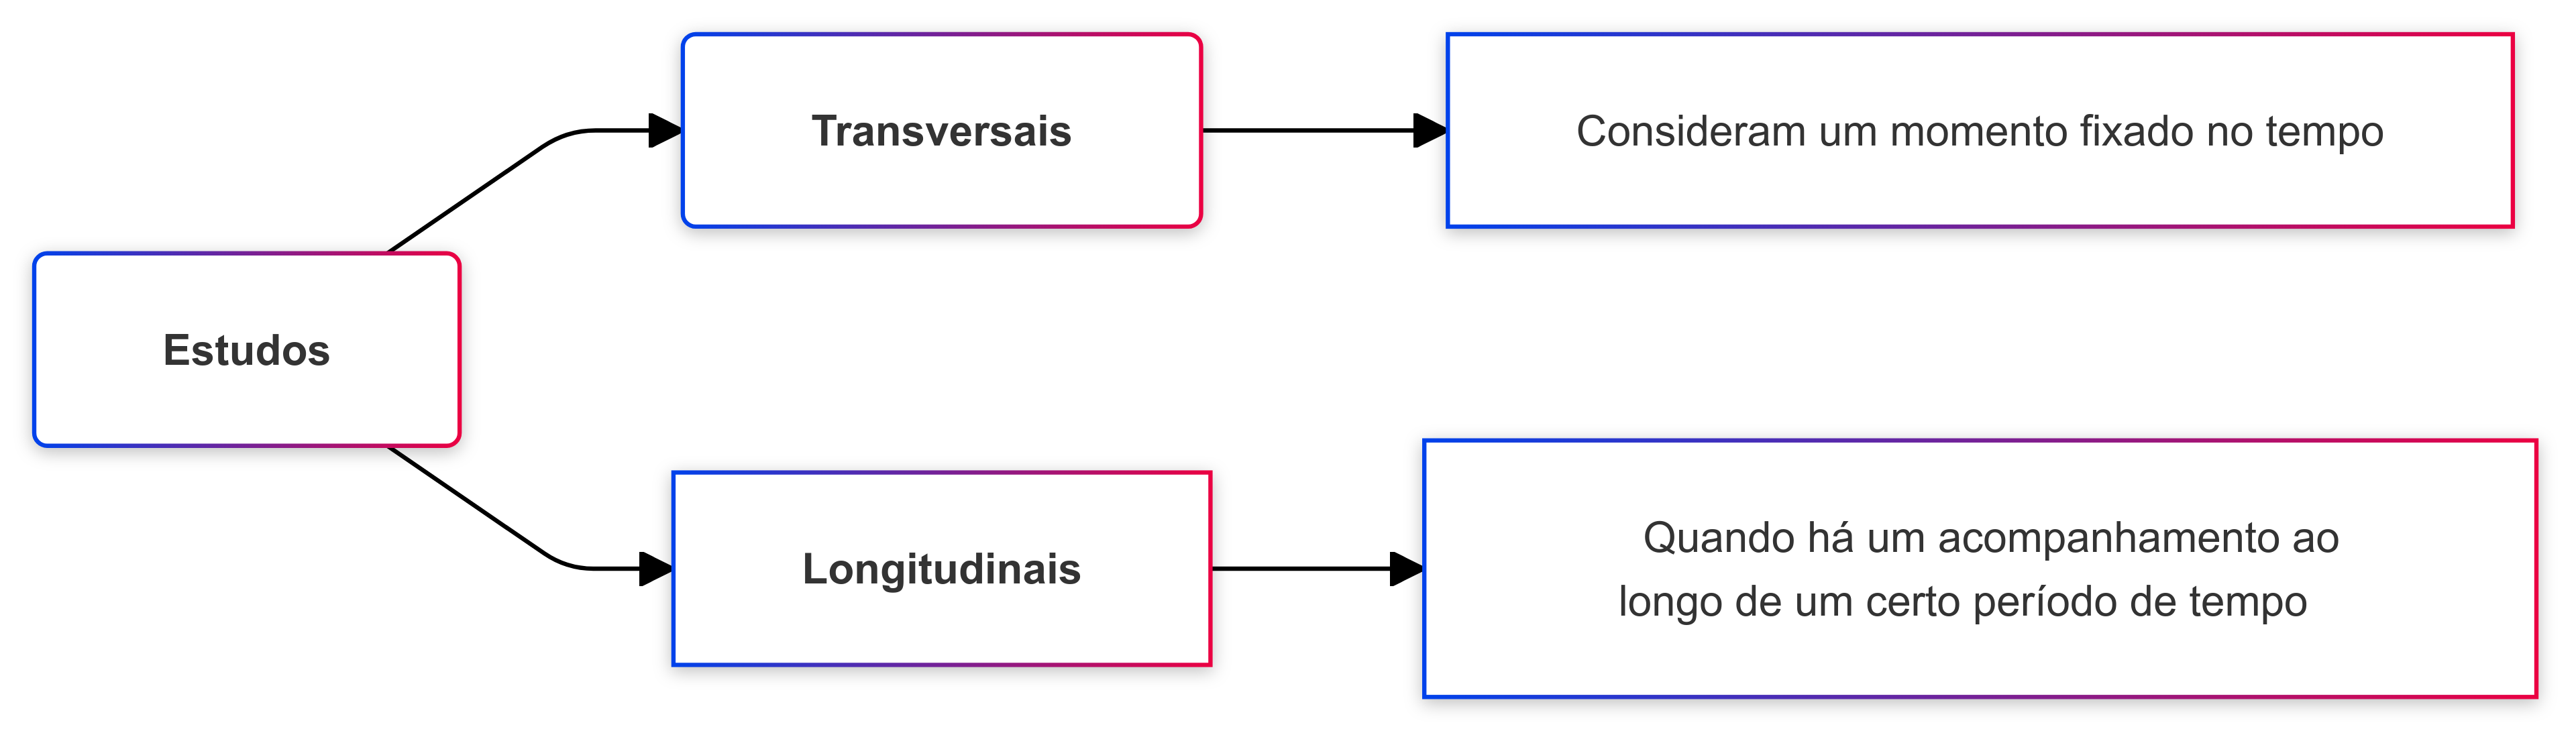 Transversais
Consideram um momento fixado no tempo
Estudos
Longitudinais
Quando há um acompanhamento ao
longo de um certo período de tempo